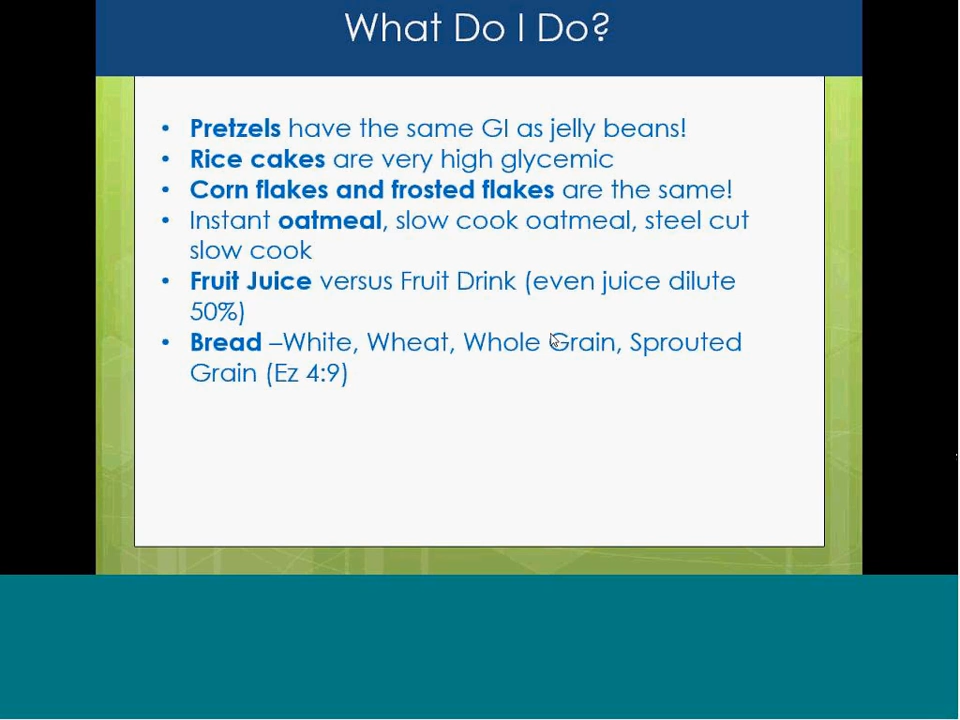 What Do I Do?
• Pretzels have the same GI as jelly beans!
• Rice cakes are very high glycemic
• Corn flakes and frosted flakes are the same!
• Instant oatmeal, slow cook oatmeal, steel cut
slow cook
• Fruit Juice versus Fruit Drink (even juice dilute
50%)
• Bread –White, Wheat, Whole Grain, Sprouted
Grain (Ez 4:9)